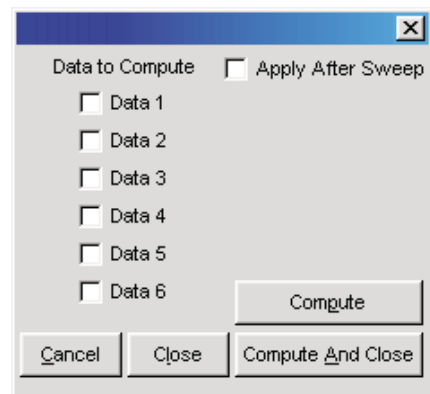 Data to Compute Apply After Sweep
Data 1
Data 2
Data 3
Data 4
Data 5
Data 6
Compute
Cancel Close Compute And Close